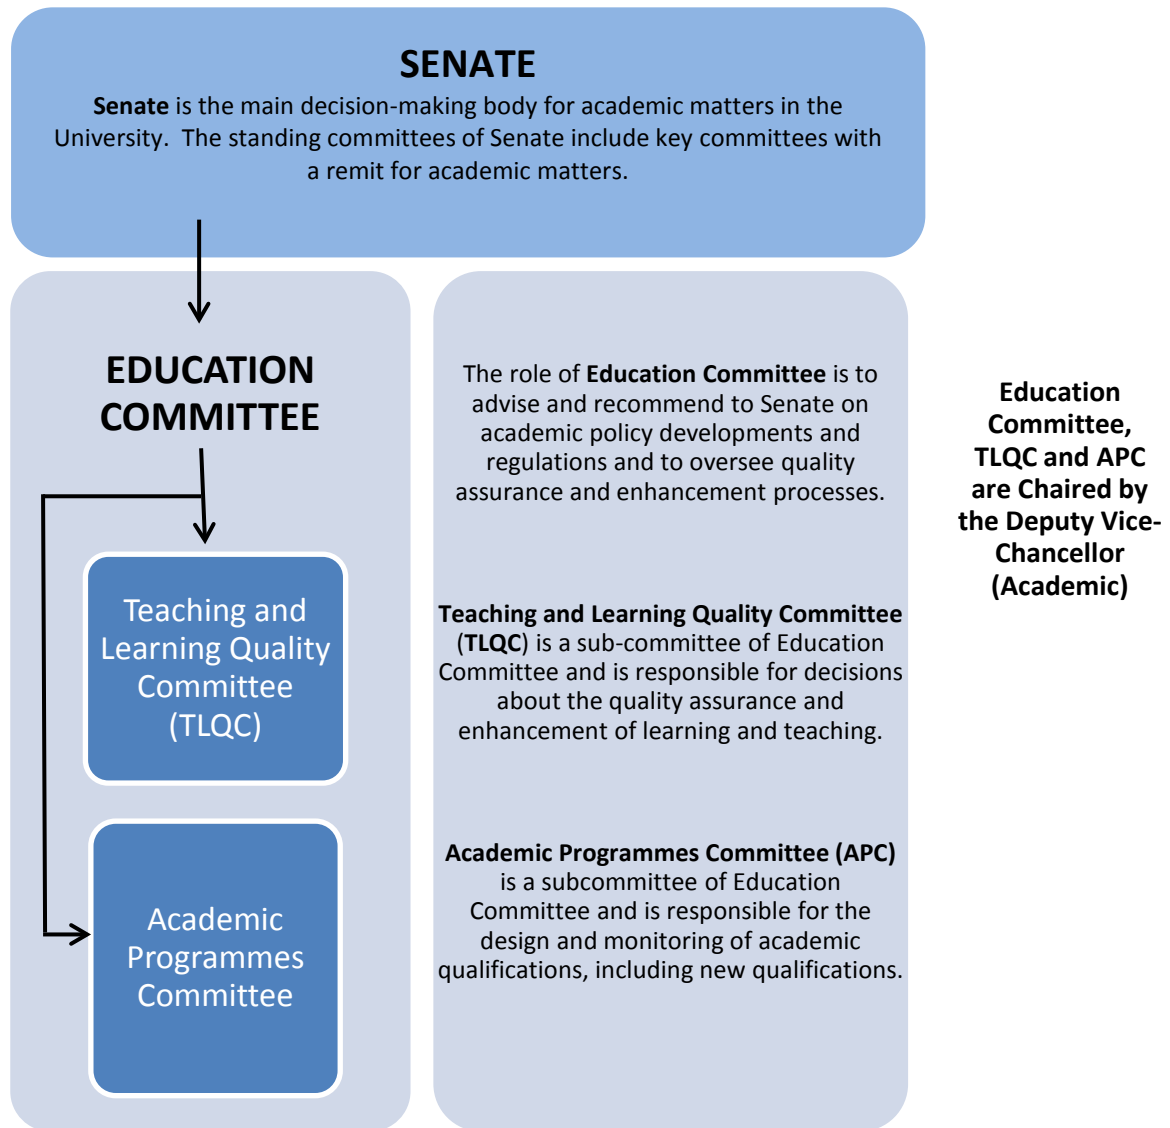 SENATE
Senate is the main decision-making body for academic matters in the
University.  The standing committees of Senate include key committees with
a remit for academic matters.
EDUCATION
COMMITTEE
Teaching and
Learning Quality
Committee
(TLQC)
Academic
Programmes
Committee
The role of Education Committee is to
advise and recommend to Senate on
academic policy developments and
regulations and to oversee quality
assurance and enhancement processes.
Teaching and Learning Quality Committee
(TLQC) is a sub-committee of Education
Committee and is responsible for decisions
about the quality assurance and
enhancement of learning and teaching.
Academic Programmes Committee (APC)
is a subcommittee of Education
Committee and is responsible for the
design and monitoring of academic
qualifications, including new qualifications.
Education
Committee,
TLQC and APC
are Chaired by
the Deputy Vice-
Chancellor
(Academic)